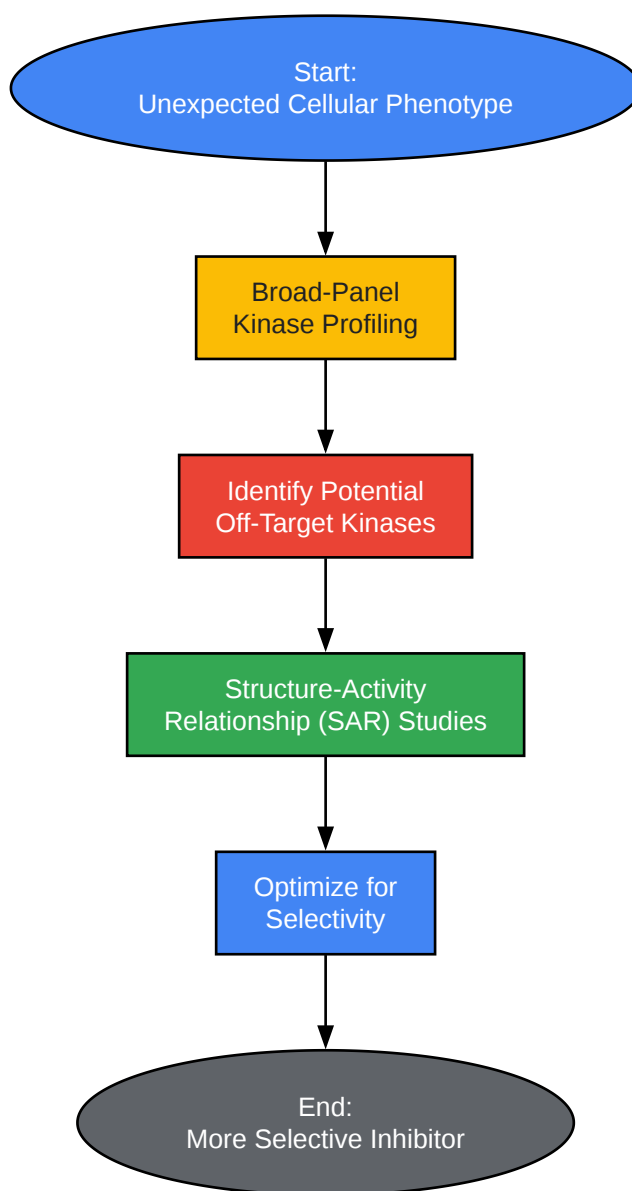 Start:
Unexpected Cellular Phenotype
Broad-Panel
Kinase Profiling
Identify Potential
Off-Target Kinases
Structure-Activity
Relationship (SAR) Studies
Optimize for
Selectivity
End:
More Selective Inhibitor